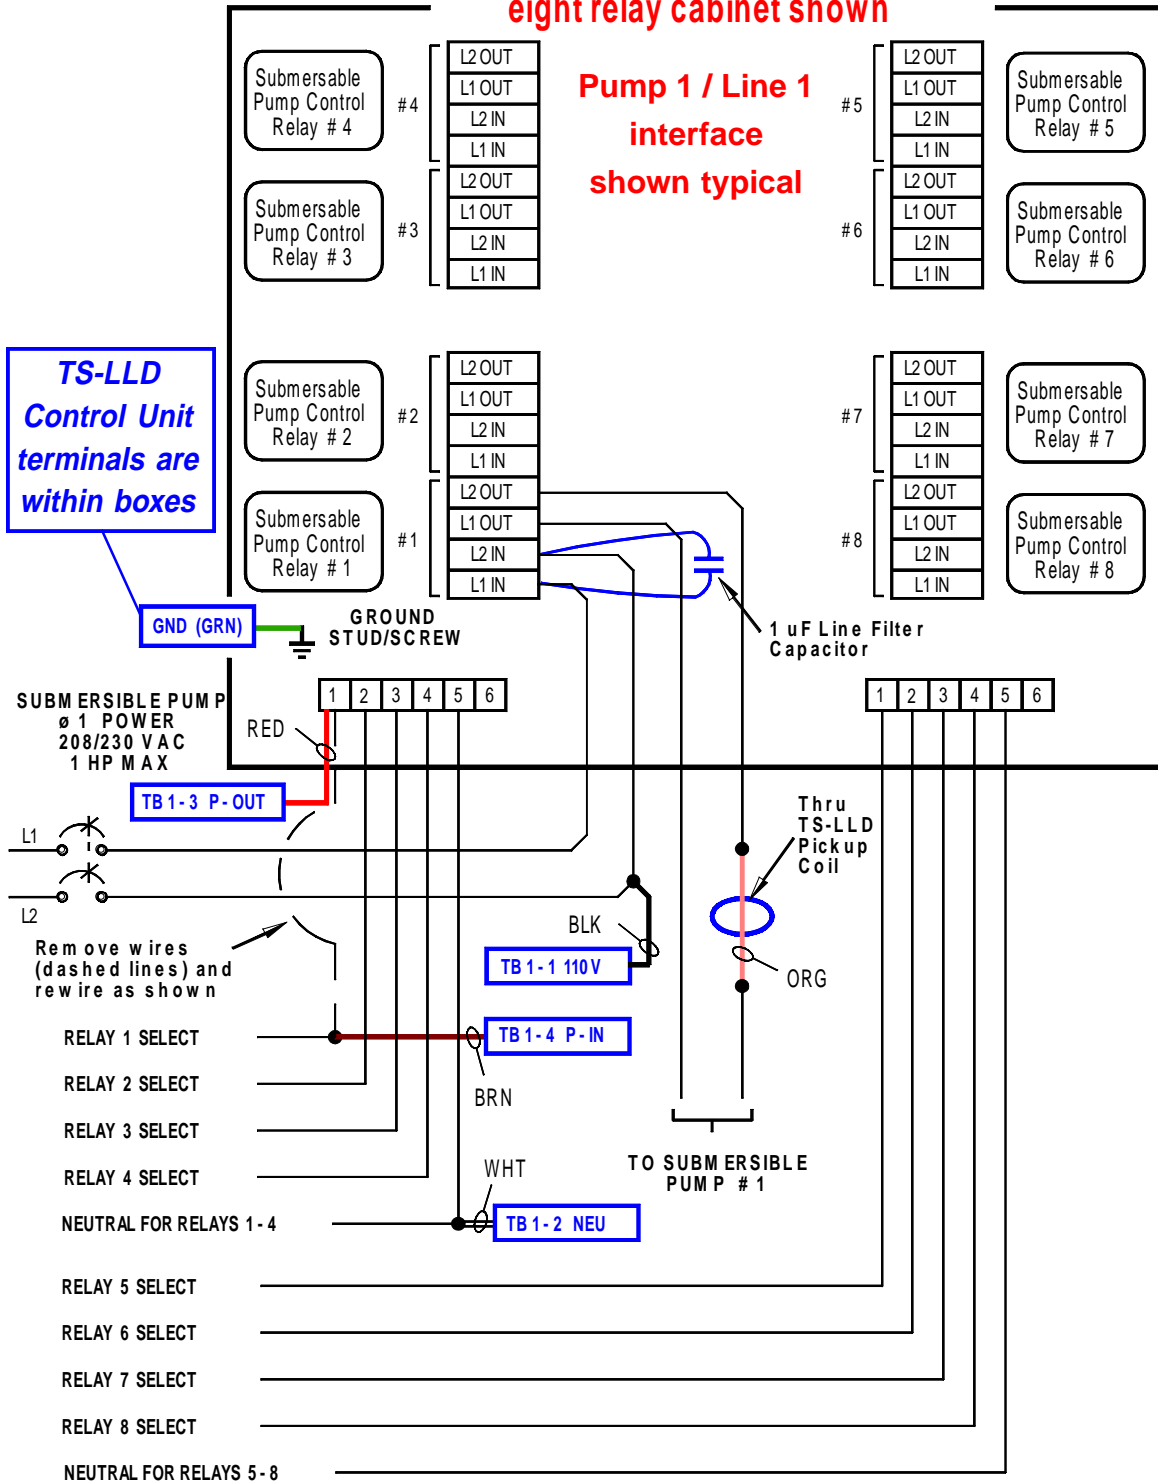 eight relay cabinet shown
Pump 1 / Line 1
interface
shown typical
Submersable
Pump Control
Relay # 4
#4
L2 OUT
L1 OUT
L2 IN
L1 IN
Submersable
Pump Control
Relay # 3
#3
L2 OUT
L1 OUT
L2 IN
L1 IN
#5
L2 OUT
L1 OUT
L2 IN
L1 IN
Submersable
Pump Control
Relay # 5
#6
L2 OUT
L1 OUT
L2 IN
L1 IN
Submersable
Pump Control
Relay # 6
TS-LLD
Control Unit
terminals are
within boxes
Submersable
Pump Control
Relay # 2
#2
L2 OUT
L1 OUT
L2 IN
L1 IN
Submersable
Pump Control
Relay # 1
#1
L2 OUT
L1 OUT
L2 IN
L1 IN
#7
L2 OUT
L1 OUT
L2 IN
L1 IN
Submersable
Pump Control
Relay # 7
#8
L2 OUT
L1 OUT
L2 IN
L1 IN
Submersable
Pump Control
Relay # 8
GND (GRN)
GROUND
STUD/SCREW
1 uF Line Filter
Capacitor
SUBMERSIBLE PUMP
ø 1 POWER
208/230 VAC
1 HP MAX
1 2 3 4 5 6
1 2 3 4 5 6
RED
TB 1 - 3 P - OUT
L1
L2
Thru
TS-LLD
Pickup
Coil
BLK
TB 1 - 1 110 V
ORG
Remove wires
(dashed lines) and
rewire as shown
RELAY 1 SELECT
TB 1 - 4 P - IN
BRN
RELAY 2 SELECT
RELAY 3 SELECT
RELAY 4 SELECT
WHT
TO SUBMERSIBLE
PUMP # 1
NEUTRAL FOR RELAYS 1 - 4
TB 1 - 2 NEU
RELAY 5 SELECT
RELAY 6 SELECT
RELAY 7 SELECT
RELAY 8 SELECT
NEUTRAL FOR RELAYS 5 - 8